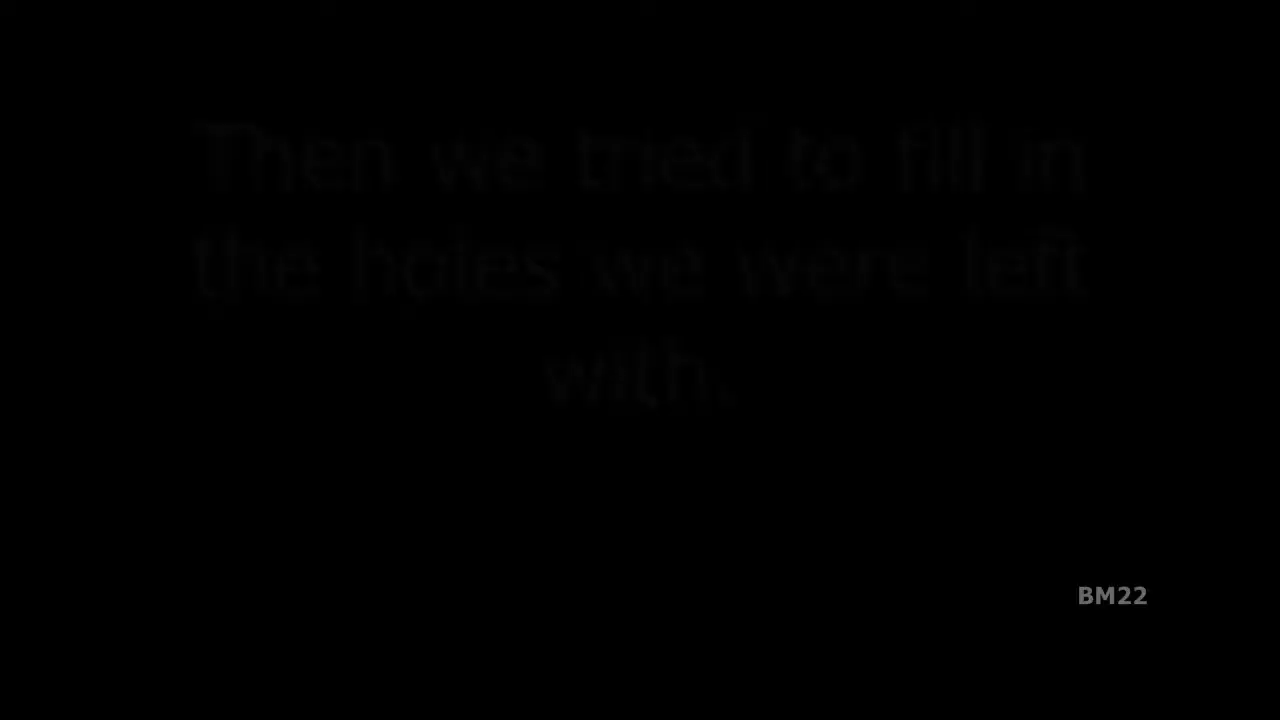 Then we tried to fill in
the holes we were left
with.
BM22